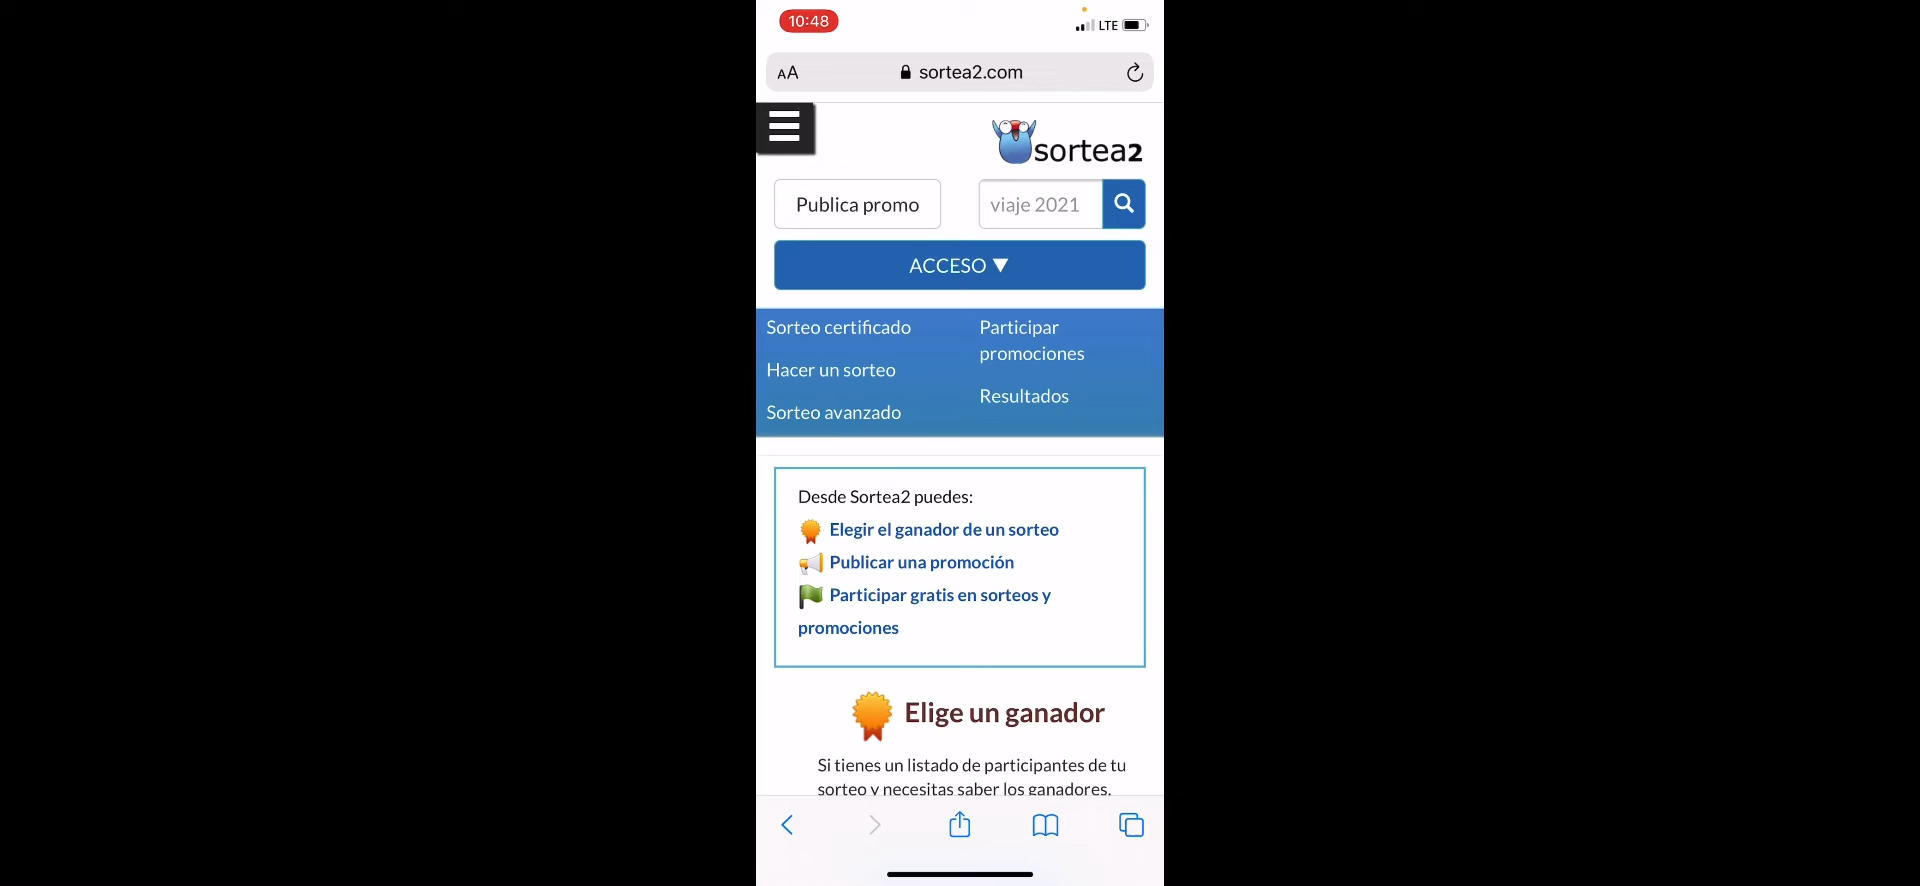 10:48
LTE
AA
sortea2.com
sortea2
Publica promo
viaje 2021
ACCESO ▼
Sorteo certificado
Hacer un sorteo
Sorteo avanzado
Participar
promociones
Resultados
Desde Sortea2 puedes:
Elegir el ganador de un sorteo
Publicar una promoción
Participar gratis en sorteos y
promociones
Elige un ganador
Si tienes un listado de participantes de tu
sorteo y necesitas saber los ganadores,